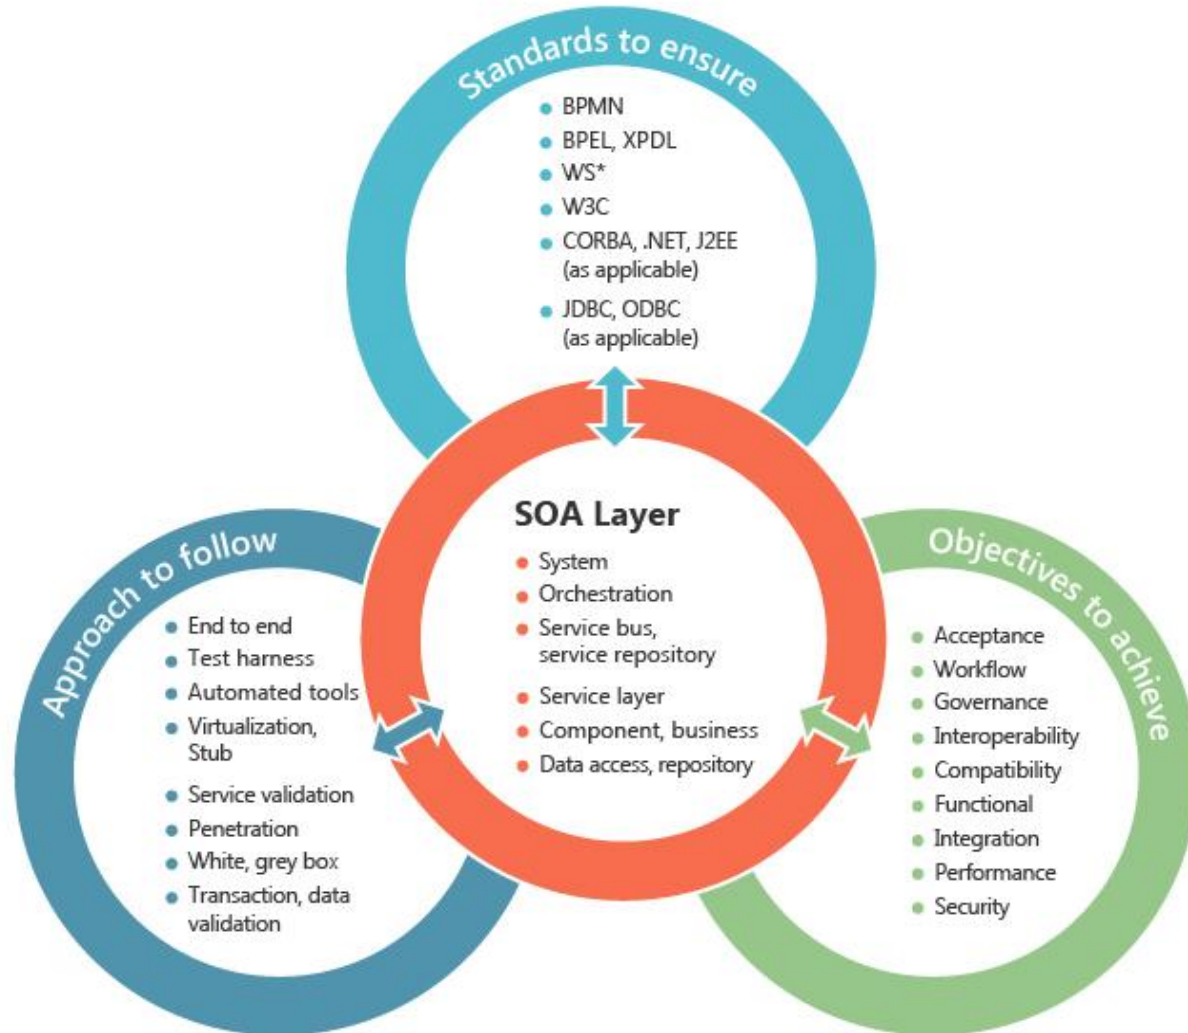 Standards to ensure
BPMN
BPEL, XPDL
WS*
W3C
CORBA, .NET, J2EE
(as applicable)
JDBC, ODBC
(as applicable)
SOA Layer
System
Orchestration
Service bus,
service repository
Service layer
Component, business
Data access, repository
Approach to follow
End to end
Test harness
Automated tools
Virtualization,
Stub
Service validation
Penetration
White, grey box
Transaction, data
validation
Objectives to achieve
Acceptance
Workflow
Governance
Interoperability
Compatibility
Functional
Integration
Performance
Security